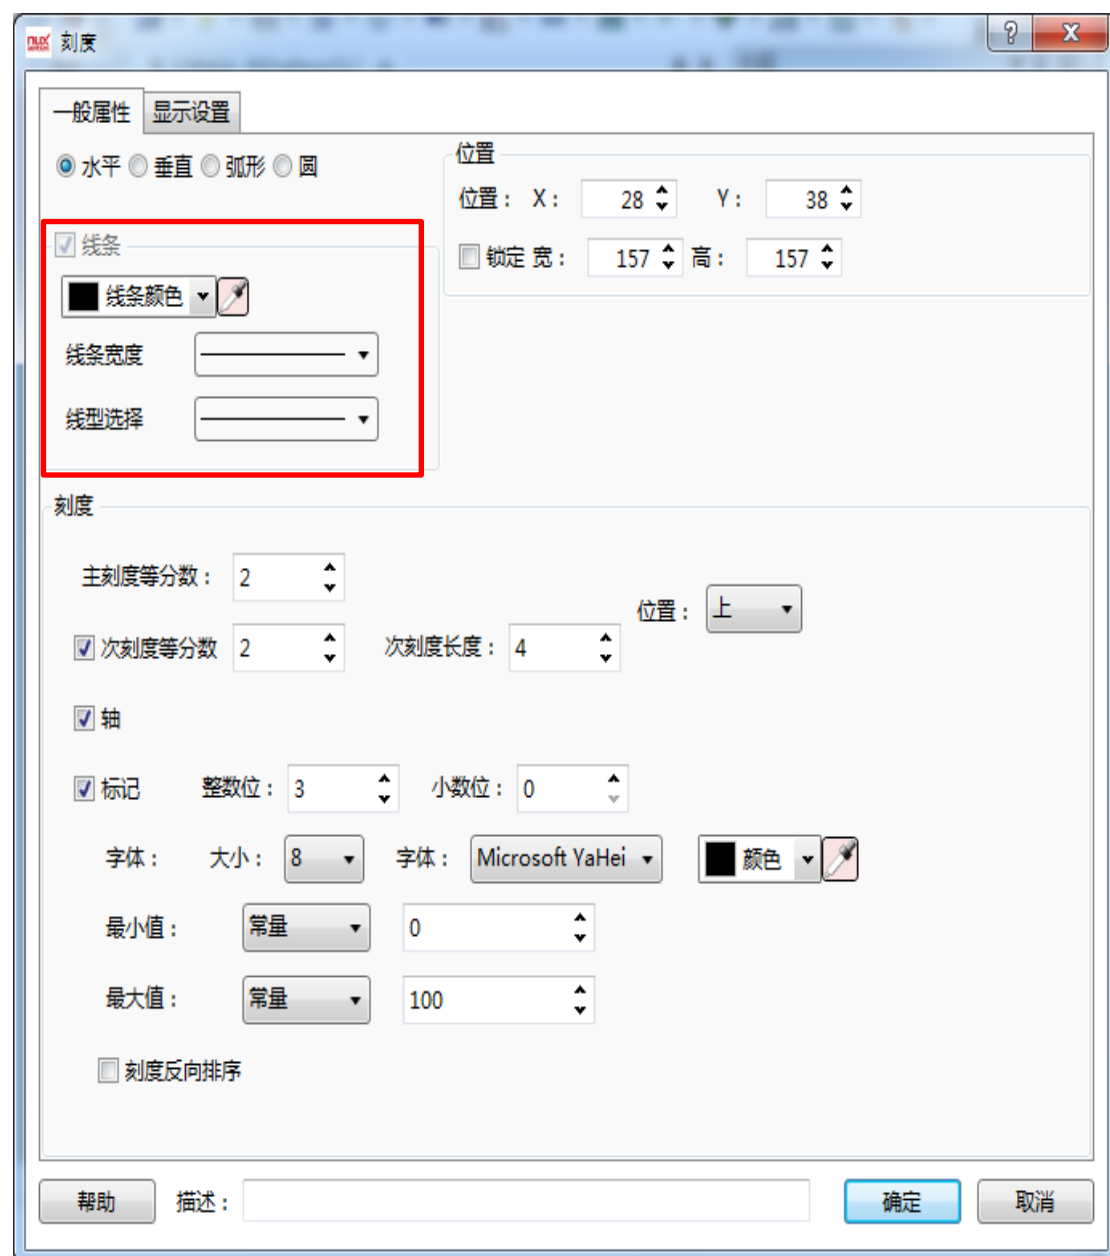 刻度
一般属性 显示设置
水平 垂直 弧形 圆
位置
位置： X： 28 Y： 38
锁定 宽： 157 高： 157
线条
线条颜色
线条宽度
线型选择
刻度
主刻度等分数： 2
位置： 上
次刻度等分数 2 次刻度长度： 4
轴
标记 整数位： 3 小数位： 0
字体： 大小： 8 字体： Microsoft YaHei 颜色
最小值： 常量 0
最大值： 常量 100
刻度反向排序
帮助 描述： 确定 取消